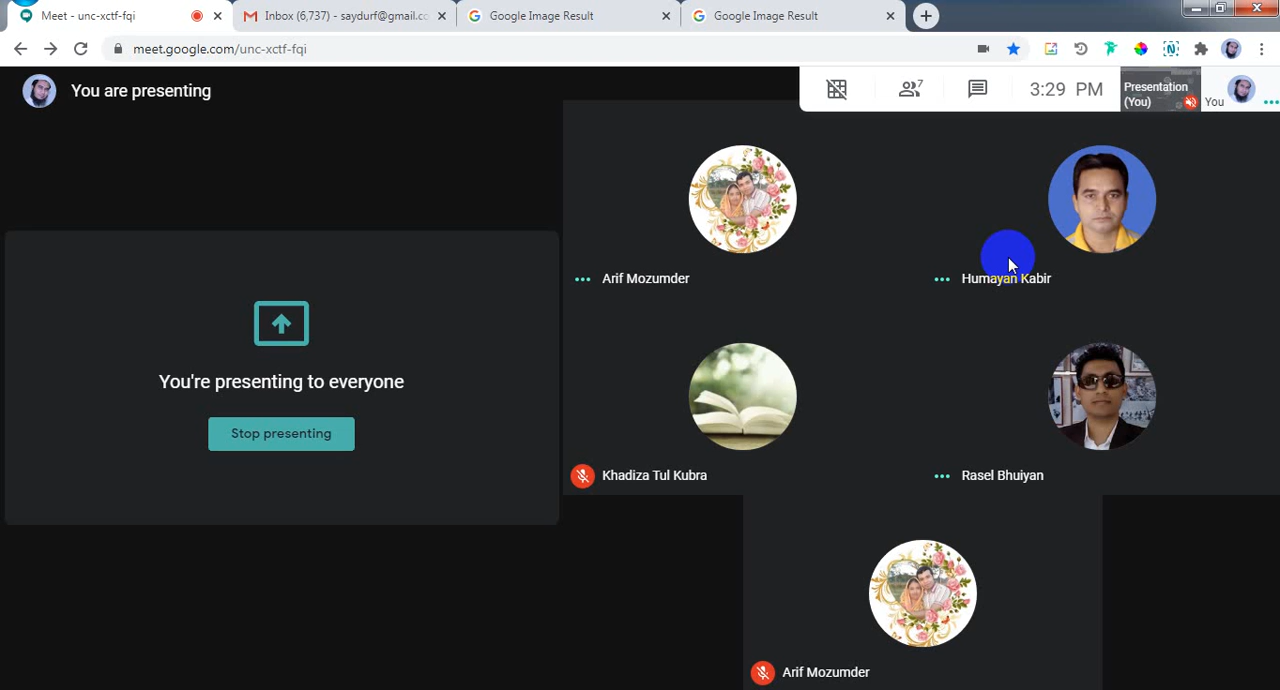 Meet - unc-xctf-fqi
Inbox (6,737) - saydurf@gmail.co
Google Image Result
Google Image Result
meet.google.com/unc-xctf-fqi
You are presenting
7
3:29 PM
Presentation
(You)
You
Arif Mozumder
Humayan Kabir
You're presenting to everyone
Stop presenting
Khadiza Tul Kubra
Rasel Bhuiyan
Arif Mozumder